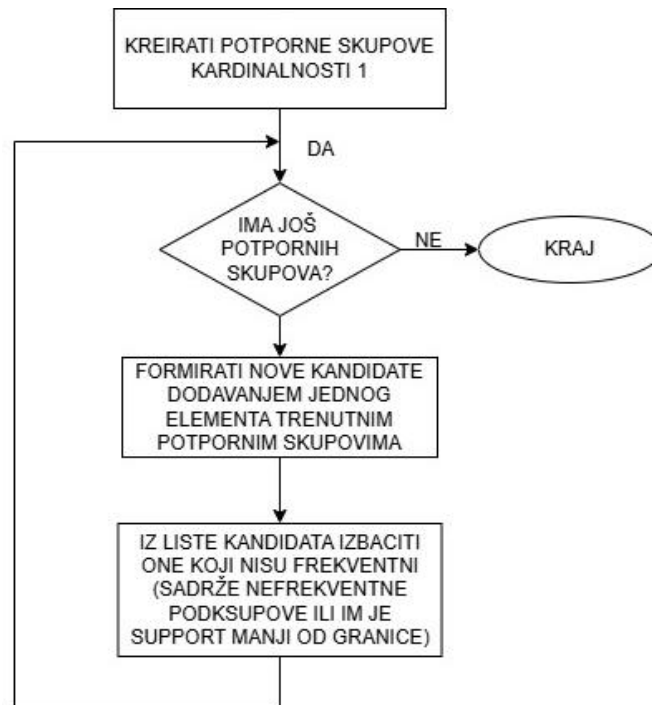 KREIRATI POTPORNE SKUPOVE
KARDINALNOSTI 1
DA
IMA JOŠ
POTPORNIH
SKUPOVA?
NE
KRAJ
FORMIRATI NOVE KANDIDATE
DODAVANJEM JEDNOG
ELEMENTA TRENUTNIM
POTPORNIM SKUPOVIMA
IZ LISTE KANDIDATA IZBACITI
ONE KOJI NISU FREKVENTNI
(SADRŽE NEFREKVENTNE
PODKSUPOVE ILI IM JE
SUPPORT MANJI OD GRANICE)